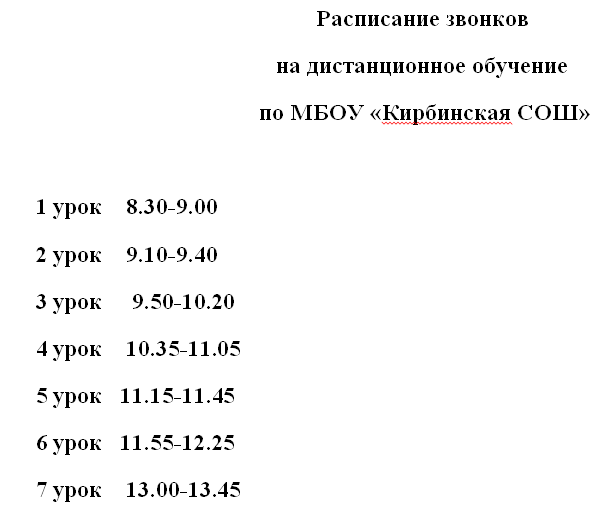 Расписание звонков
на дистанционное обучение
по МБОУ «Кирбинская СОШ»
1 урок 8.30-9.00
2 урок 9.10-9.40
3 урок 9.50-10.20
4 урок 10.35-11.05
5 урок 11.15-11.45
6 урок 11.55-12.25
7 урок 13.00-13.45